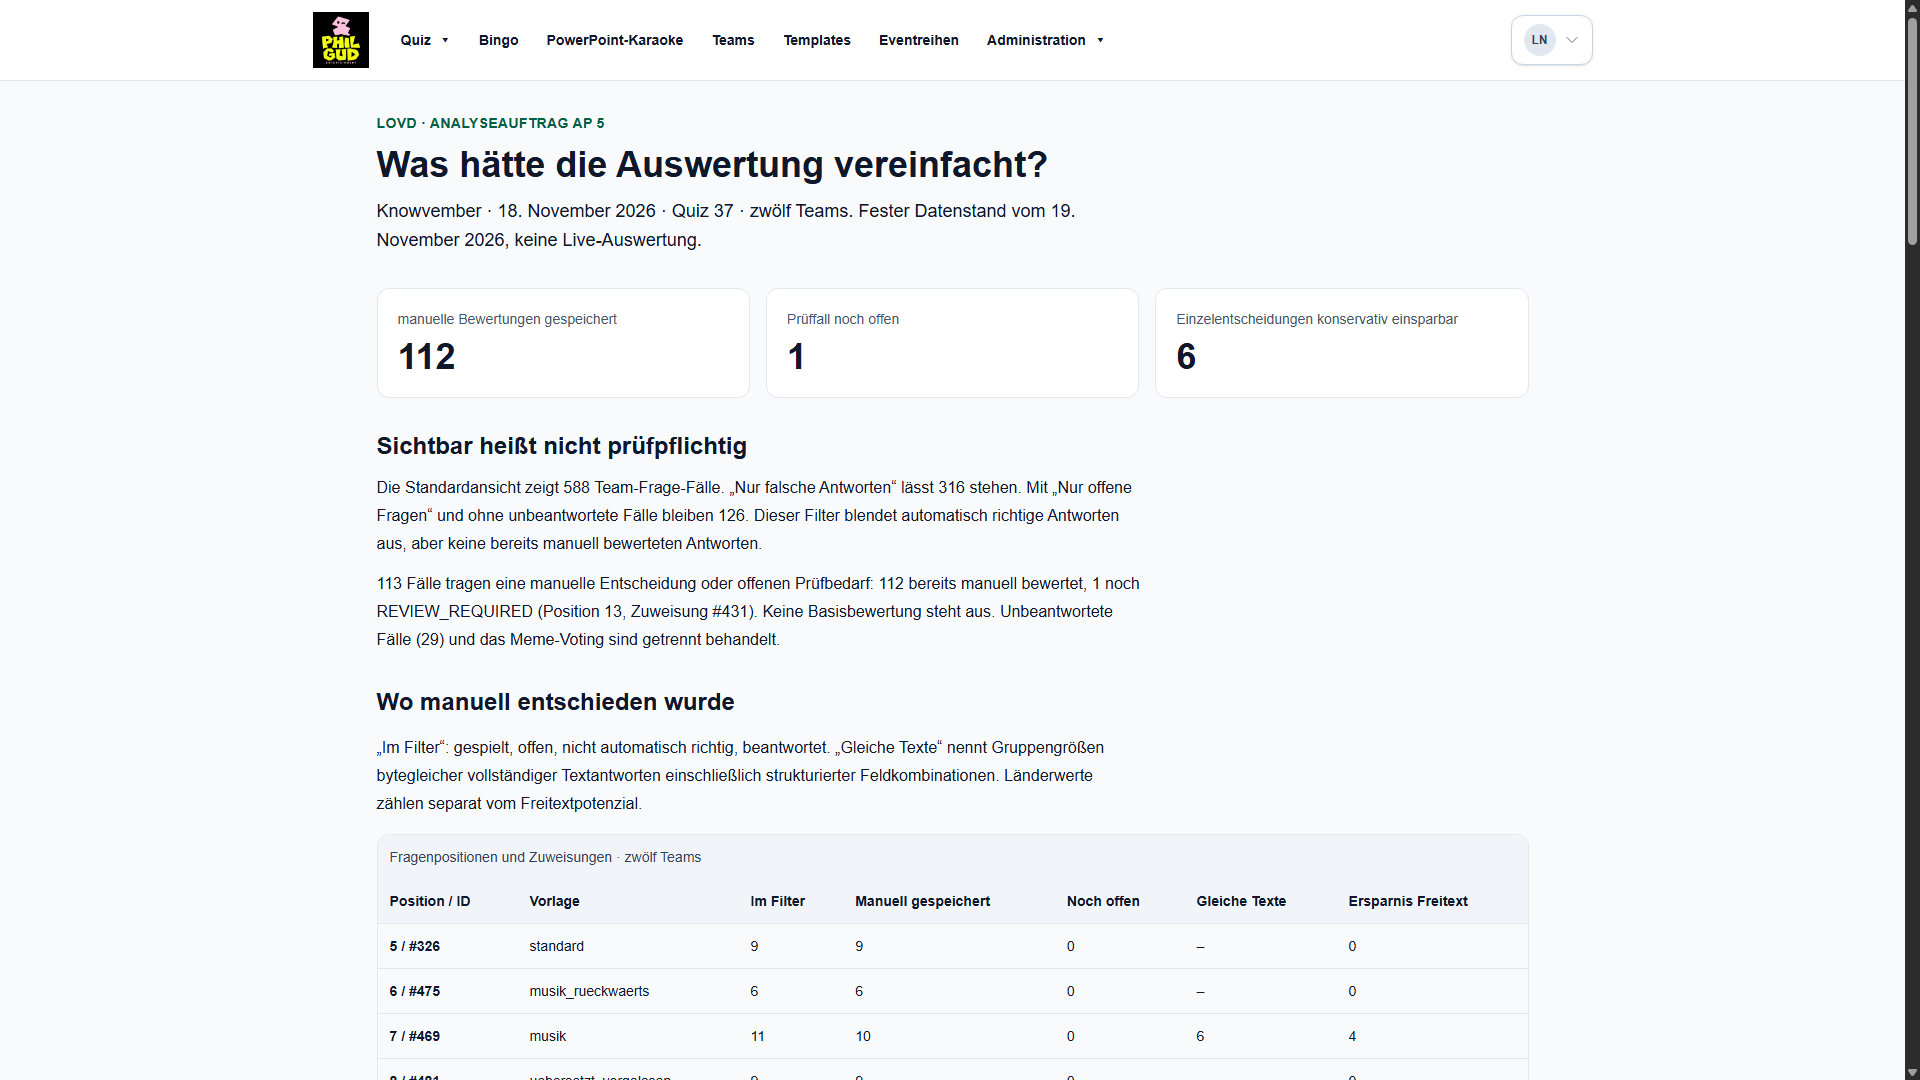 PHIL
GUD
Quiz ▼ Bingo PowerPoint-Karaoke Teams Templates Eventreihen Administration ▼ LN
LOVD · ANALYSEAUFTRAG AP 5
Was hätte die Auswertung vereinfacht?
Knowvember · 18. November 2026 · Quiz 37 · zwölf Teams. Fester Datenstand vom 19.
November 2026, keine Live-Auswertung.
manuelle Bewertungen gespeichert
112
Prüffall noch offen
1
Einzelentscheidungen konservativ einsparbar
6
Sichtbar heißt nicht prüfpflichtig
Die Standardansicht zeigt 588 Team-Frage-Fälle. „Nur falsche Antworten“ lässt 316 stehen. Mit „Nur offene
Fragen“ und ohne unbeantwortete Fälle bleiben 126. Dieser Filter blendet automatisch richtige Antworten
aus, aber keine bereits manuell bewerteten Antworten.
113 Fälle tragen eine manuelle Entscheidung oder offenen Prüfbedarf: 112 bereits manuell bewertet, 1 noch
REVIEW_REQUIRED (Position 13, Zuweisung #431). Keine Basisbewertung steht aus. Unbeantwortete
Fälle (29) und das Meme-Voting sind getrennt behandelt.
Wo manuell entschieden wurde
„Im Filter“: gespielt, offen, nicht automatisch richtig, beantwortet. „Gleiche Texte“ nennt Gruppengrößen
bytegleicher vollständiger Textantworten einschließlich strukturierter Feldkombinationen. Länderwerte
zählen separat vom Freitextpotenzial.
Fragenpositionen und Zuweisungen · zwölf Teams
Position / ID Vorlage Im Filter Manuell gespeichert Noch offen Gleiche Texte Ersparnis Freitext
5 / #326 standard 9 9 0 – 0
6 / #475 musik_rueckwaerts 6 6 0 – 0
7 / #469 musik 11 10 0 6 4